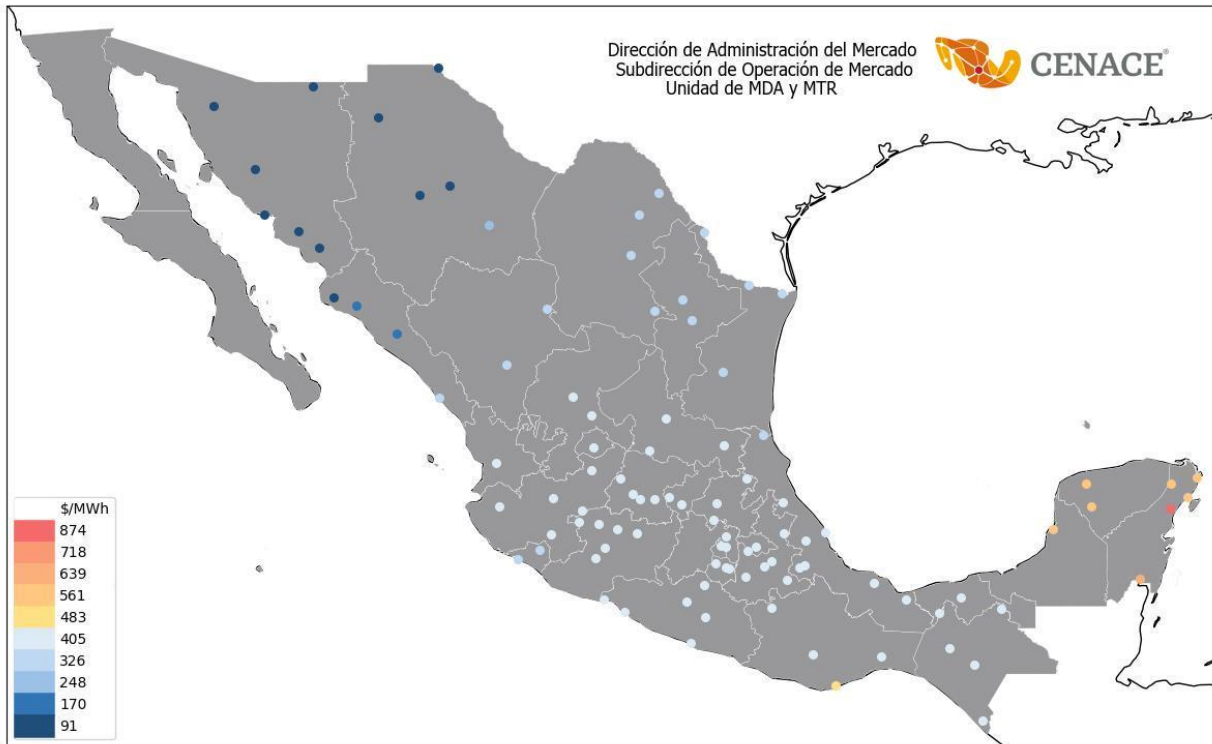 Dirección de Administración del Mercado
Subdirección de Operación de Mercado
Unidad de MDA y MTR
CENACE®
$/MWh
874
718
639
561
483
405
326
248
170
91